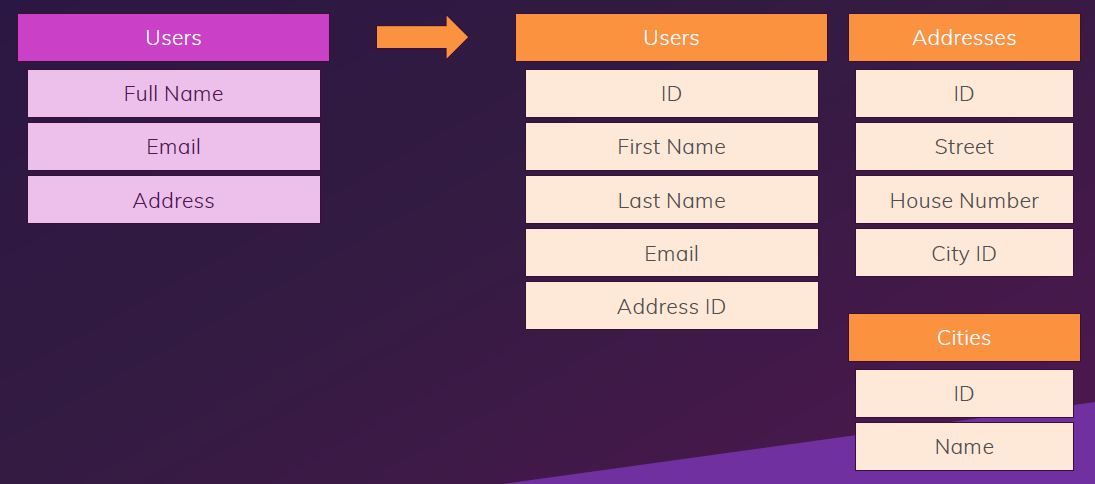 Users
Full Name
Email
Address
Users
ID
First Name
Last Name
Email
Address ID
Addresses
ID
Street
House Number
City ID
Cities
ID
Name